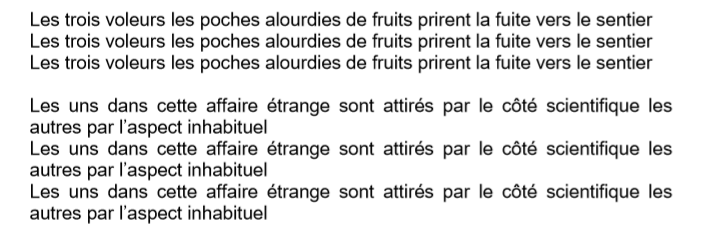 Les trois voleurs les poches alourdies de fruits prirent la fuite vers le sentier
Les trois voleurs les poches alourdies de fruits prirent la fuite vers le sentier
Les trois voleurs les poches alourdies de fruits prirent la fuite vers le sentier
Les uns dans cette affaire étrange sont attirés par le côté scientifique les
autres par l'aspect inhabituel
Les uns dans cette affaire étrange sont attirés par le côté scientifique les
autres par l'aspect inhabituel
Les uns dans cette affaire étrange sont attirés par le côté scientifique les
autres par l'aspect inhabituel